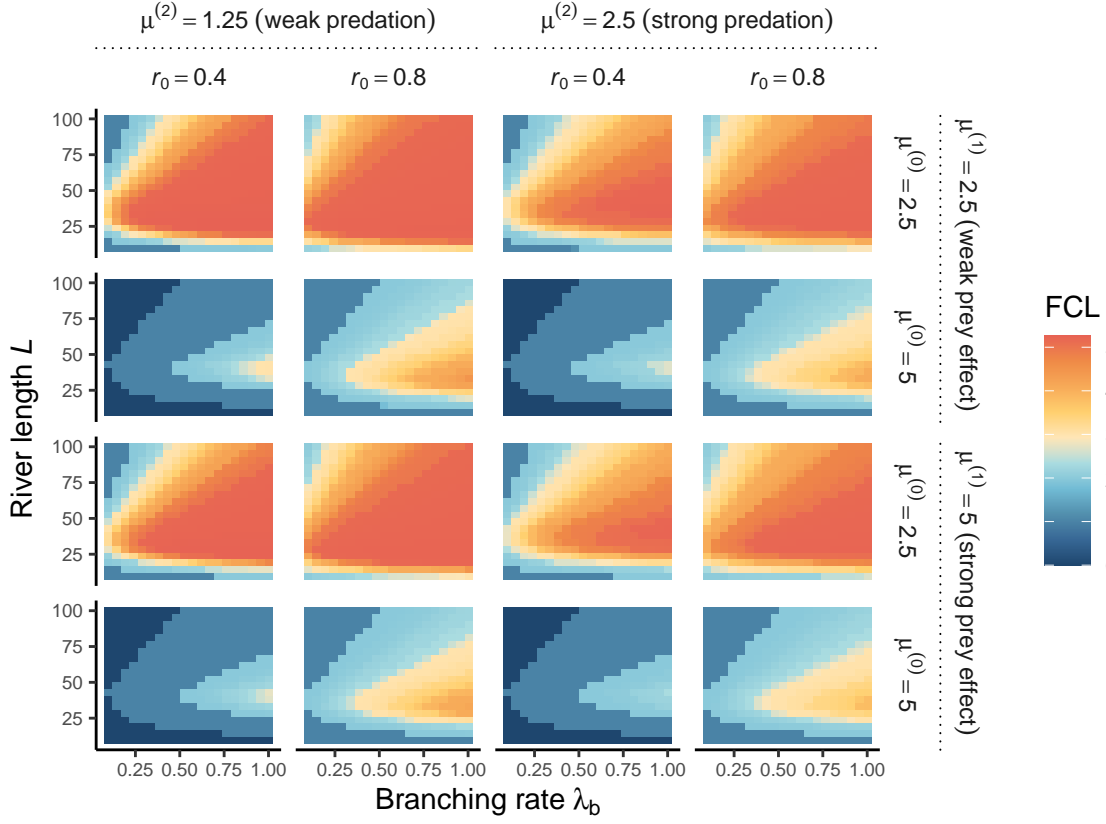 μ(2) = 1.25 (weak predation)
μ(2) = 2.5 (strong predation)
r0 = 0.4
r0 = 0.8
r0 = 0.4
r0 = 0.8
100
75
50
25
μ(0) = 2.5
100
75
50
25
μ(0) = 5
μ(1) = 2.5 (weak prey effect)
100
75
50
25
μ(0) = 2.5
100
75
50
25
μ(0) = 5
μ(1) = 5 (strong prey effect)
River length L
0.25 0.50 0.75 1.00
0.25 0.50 0.75 1.00
0.25 0.50 0.75 1.00
0.25 0.50 0.75 1.00
Branching rate λb
FCL